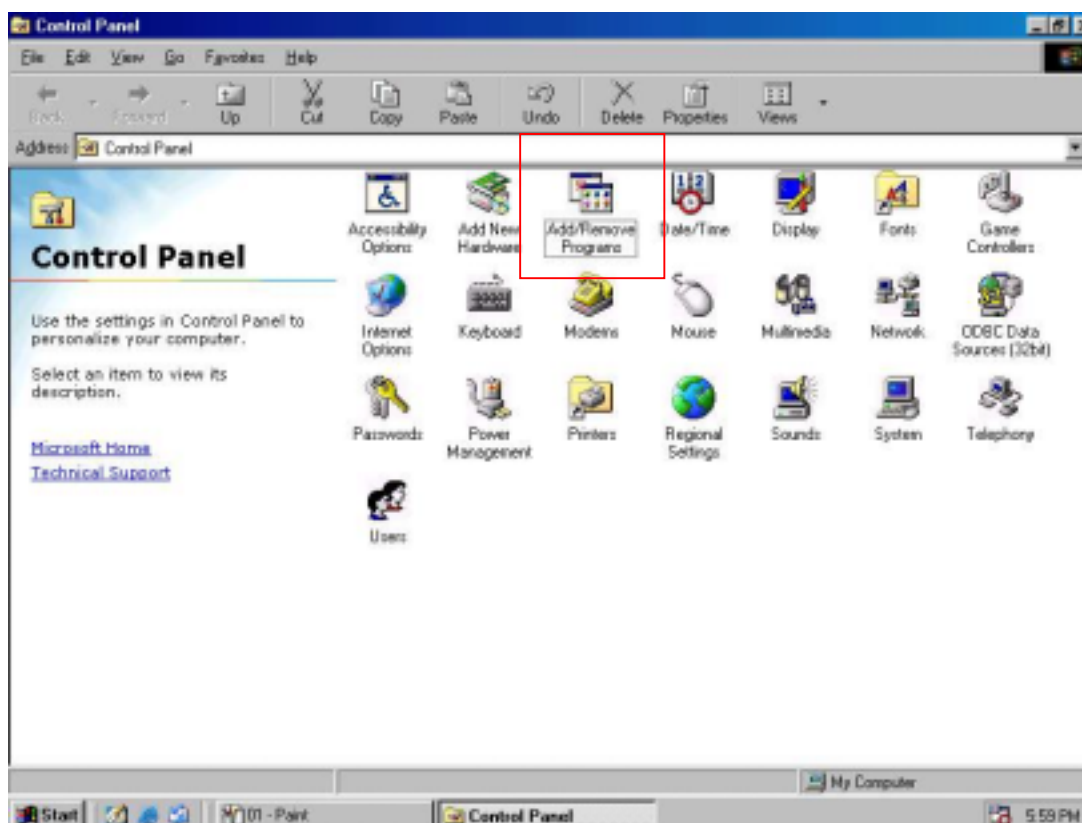 Control Panel
File Edit View Go Favorites Help
Back Forward Up Cut Copy Paste Undo Delete Properties Views
Address Control Panel
Control Panel
Use the settings in Control Panel to
personalize your computer.
Select an item to view its
description.
Microsoft Home
Technical Support
Accessibility
Options
Add New
Hardware
Add/Remove
Programs
Date/Time
Display
Fonts
Game
Controllers
Internet
Options
Keyboard
Modems
Mouse
Multimedia
Network
ODBC Data
Sources (32bit)
Passwords
Power
Management
Printers
Regional
Settings
Sounds
System
Telephony
Users
My Computer
Start 01 - Paint Control Panel 5:59 PM